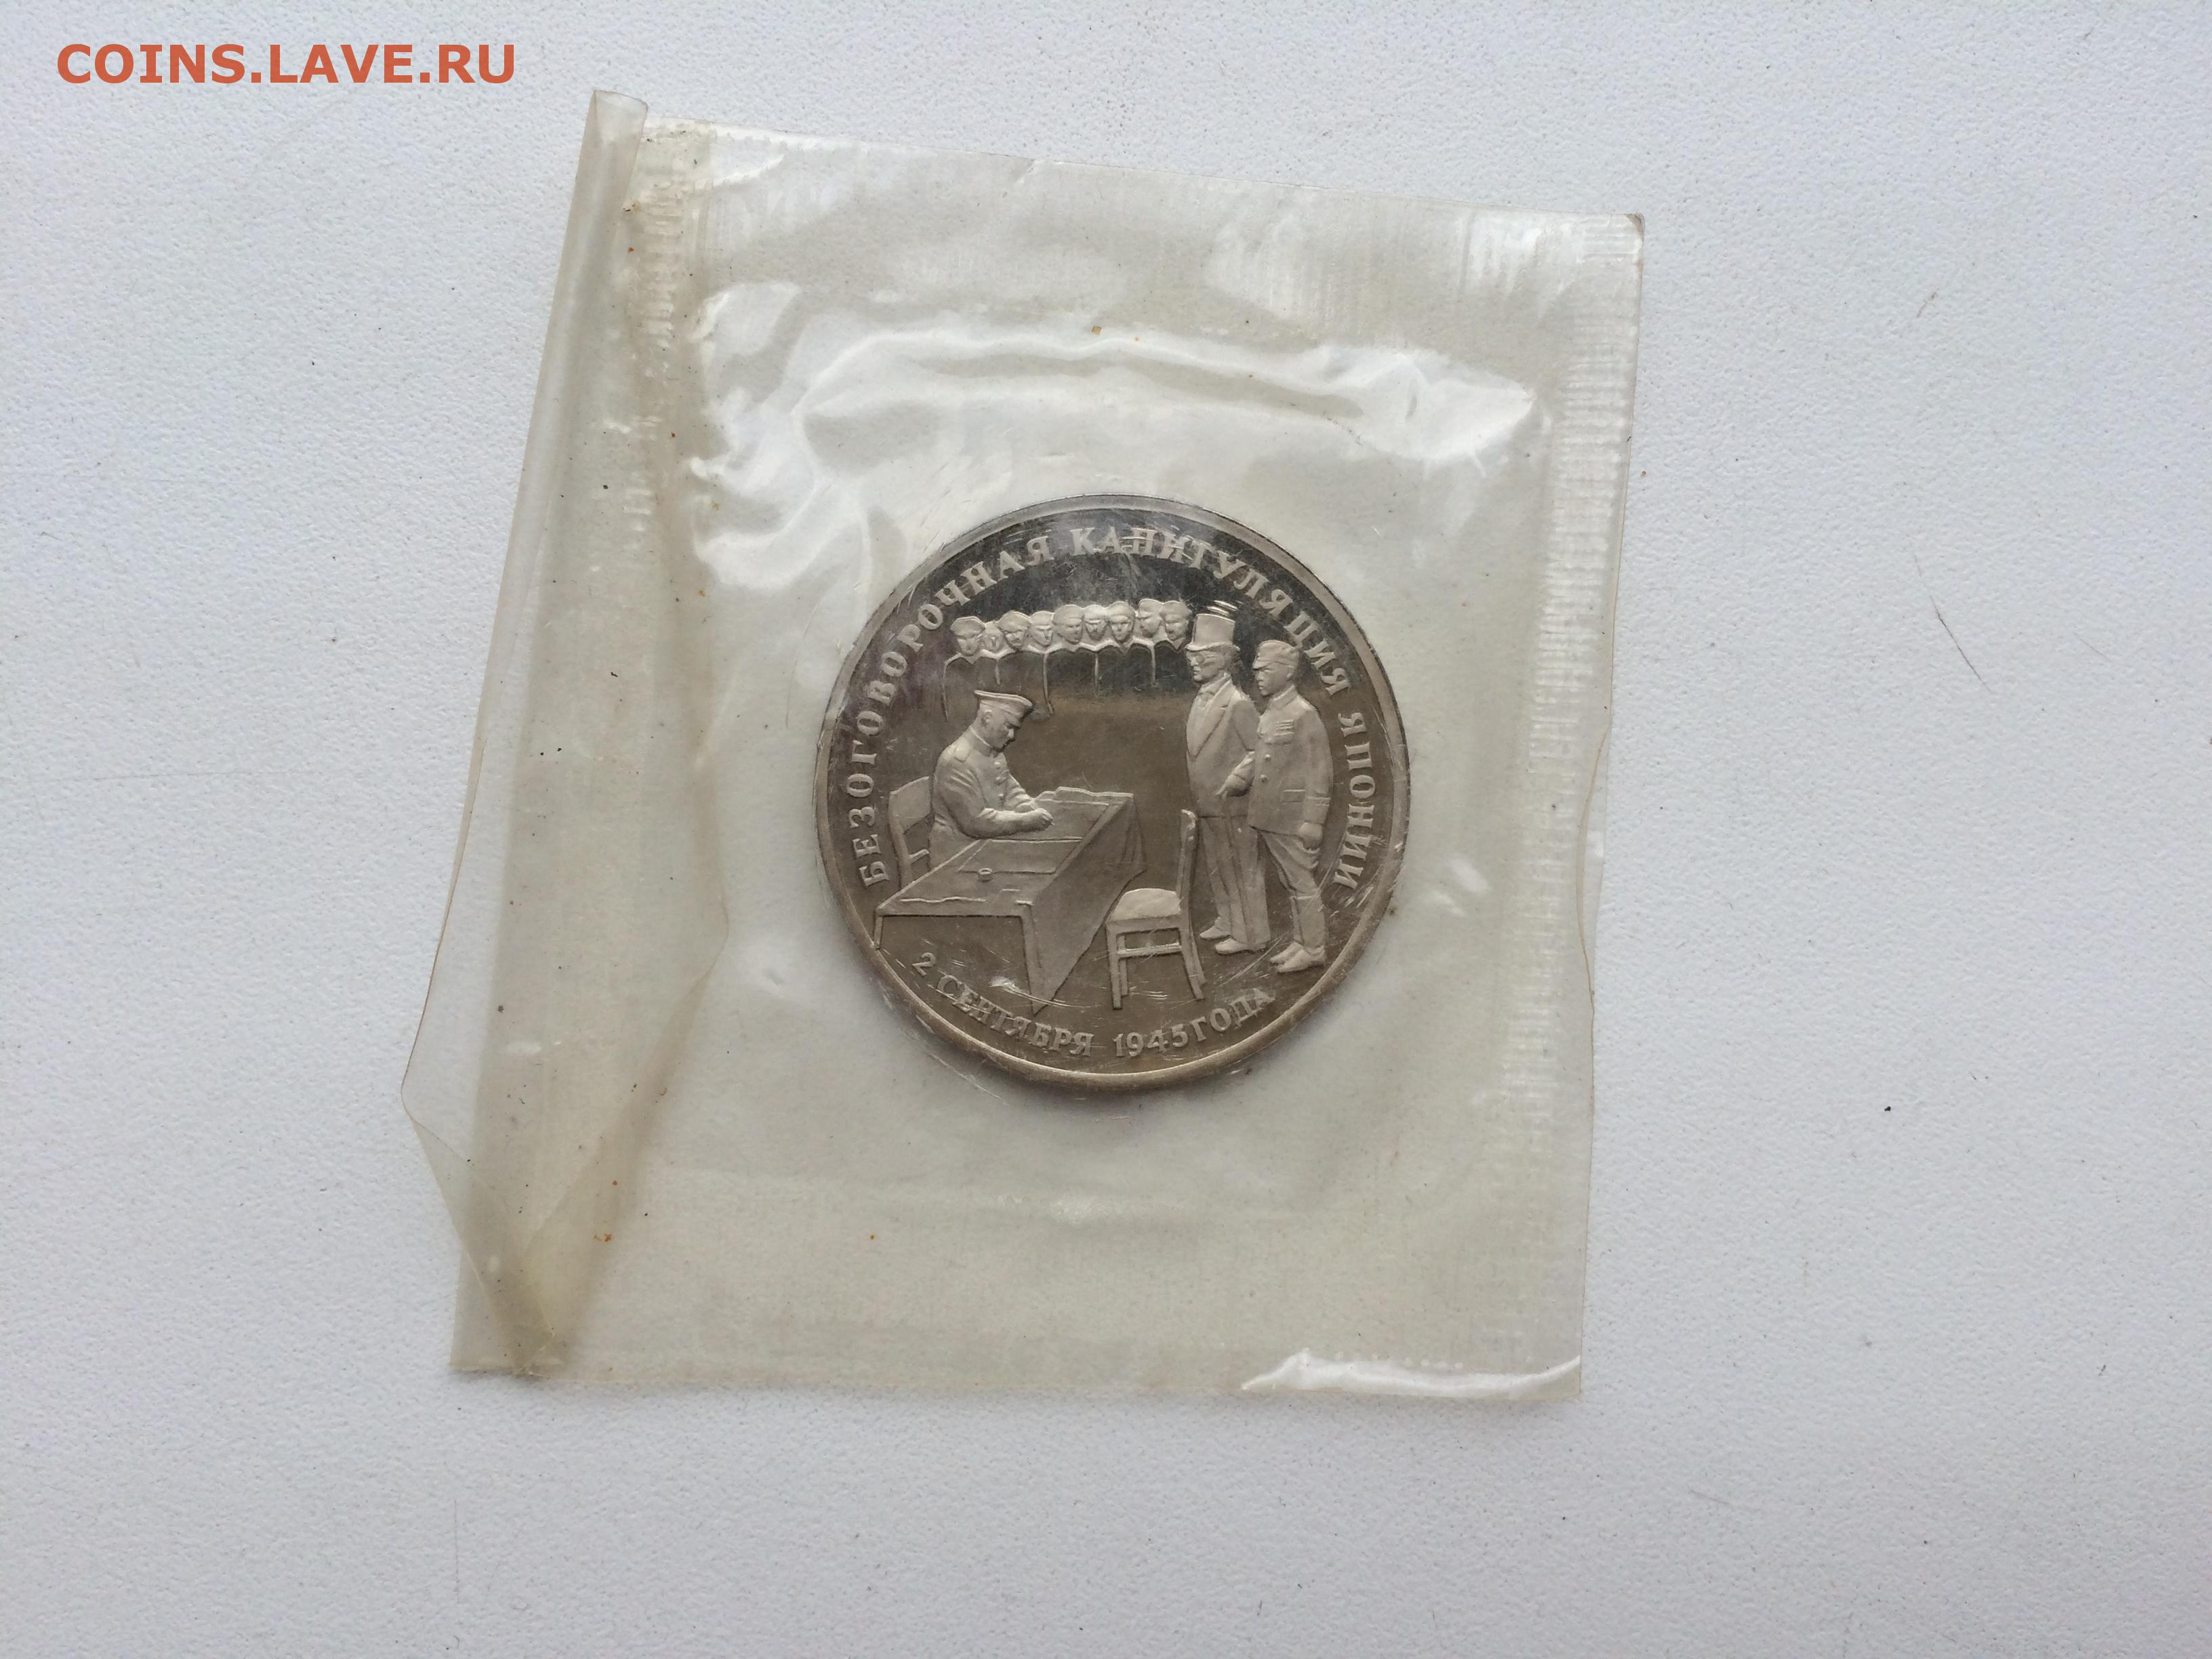 COINS.LAVE.RU
БЕЗОГОВОРОЧНАЯ КАПИТУЛЯЦИЯ ЯПОНИИ
2 СЕНТЯБРЯ 1945 ГОДА